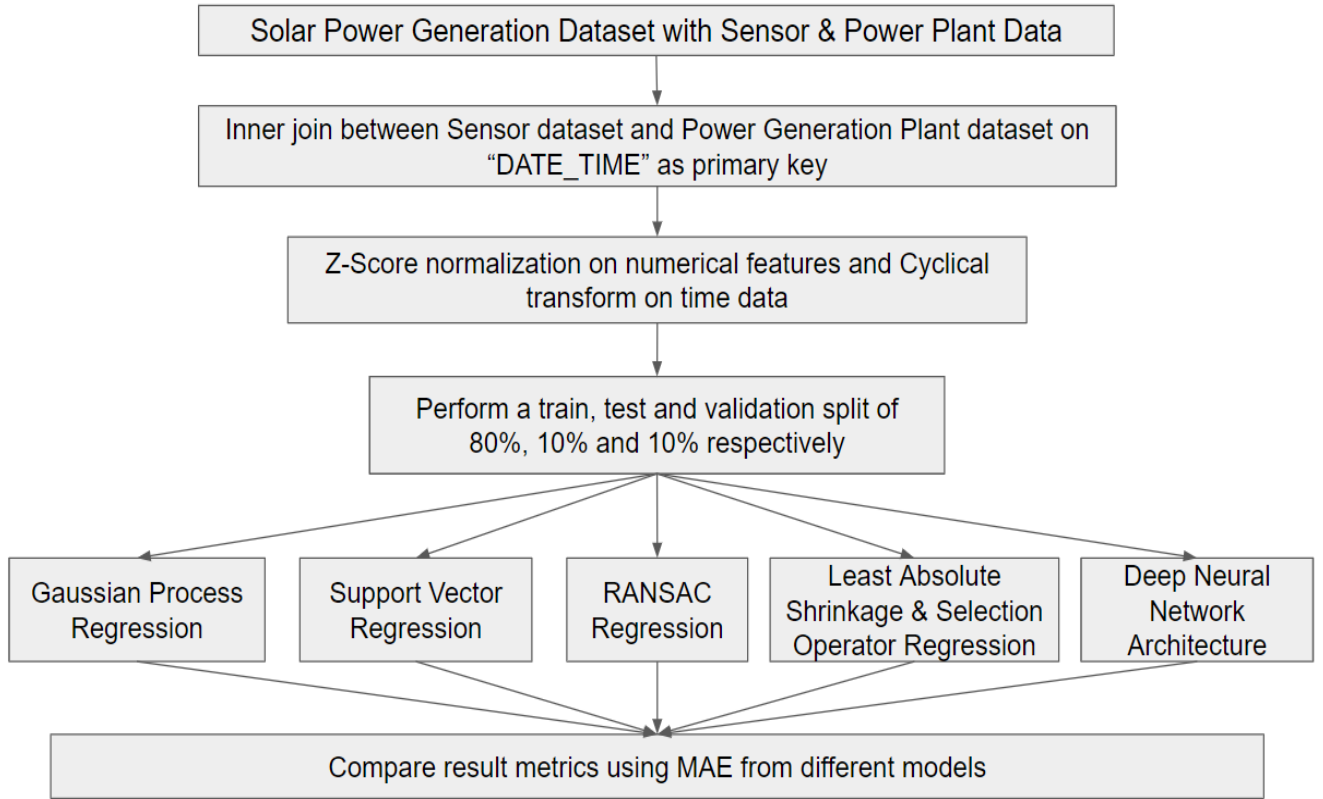 Solar Power Generation Dataset with Sensor & Power Plant Data
Inner join between Sensor dataset and Power Generation Plant dataset on
“DATE_TIME” as primary key
Z-Score normalization on numerical features and Cyclical
transform on time data
Perform a train, test and validation split of
80%, 10% and 10% respectively
Gaussian Process
Regression
Support Vector
Regression
RANSAC
Regression
Least Absolute
Shrinkage & Selection
Operator Regression
Deep Neural
Network
Architecture
Compare result metrics using MAE from different models